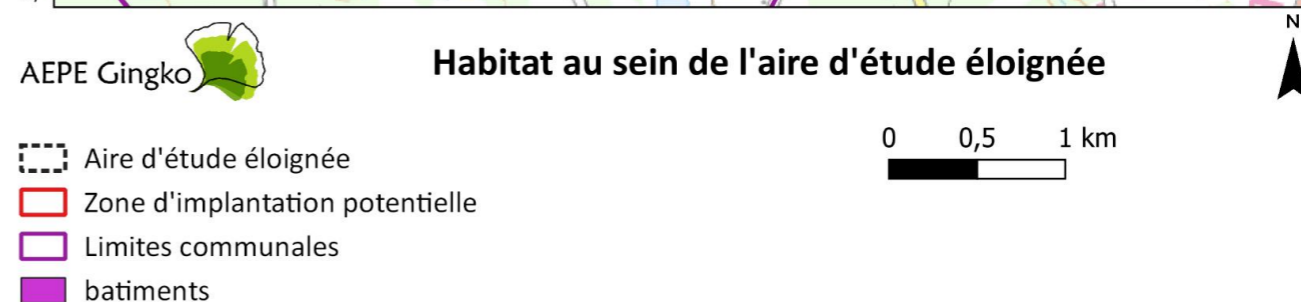 N
AEPE Gingko
Habitat au sein de l'aire d'étude éloignée
0 0,5 1 km
Aire d'étude éloignée
Zone d'implantation potentielle
Limites communales
batiments